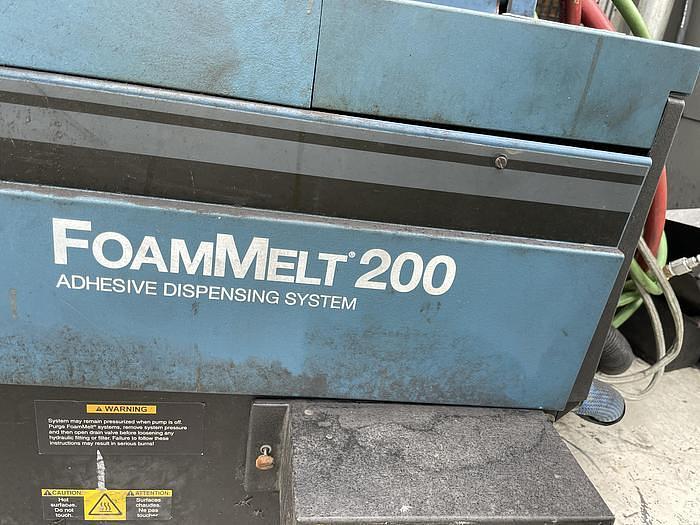 FOAMMELT® 200
ADHESIVE DISPENSING SYSTEM
⚠ WARNING
System may remain pressurized when pump is off.
Purge FoamMelt® systems, remove system pressure
and then open drain valve before loosening any
hydraulic fitting or filter. Failure to follow these
instructions may result in serious burns!
⚠ CAUTION
Hot
surfaces.
Do not
touch.
⚠ ATTENTION
Surfaces
chaudes.
Ne pas
toucher.